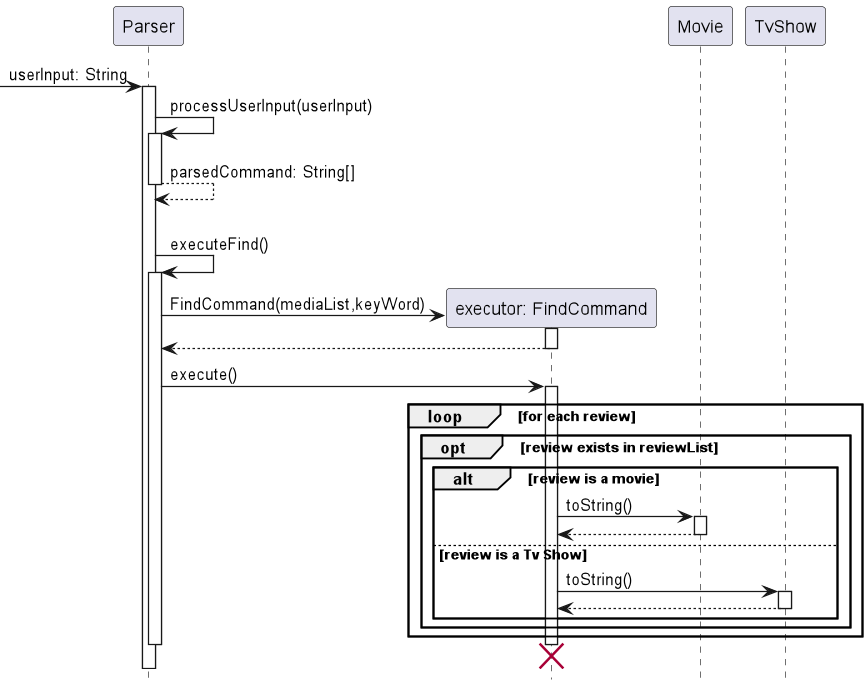 Parser
Movie
TvShow
userInput: String
processUserInput(userInput)
parsedCommand: String[]
executeFind()
FindCommand(mediaList,keyWord)
executor: FindCommand
execute()
loop
[for each review]
opt
[review exists in reviewList]
alt
[review is a movie]
toString()
[review is a Tv Show]
toString()